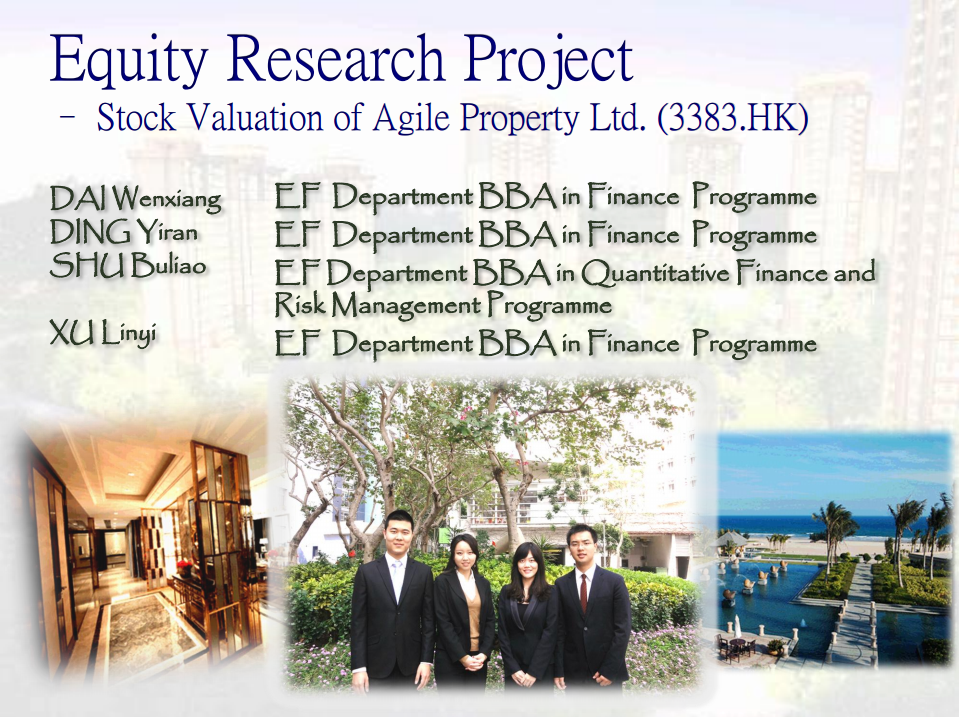 Equity Research Project
- Stock Valuation of Agile Property Ltd. (3383.HK)
DAI Wenxiang
EF Department BBA in Finance Programme
DING Yiran
EF Department BBA in Finance Programme
SHU Buliao
EF Department BBA in Quantitative Finance and
Risk Management Programme
XU Linyi
EF Department BBA in Finance Programme